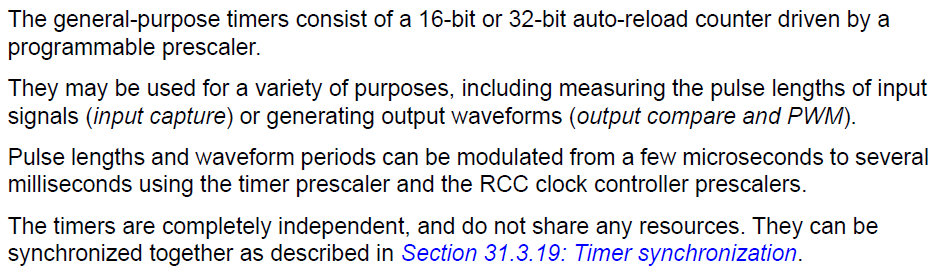 The general-purpose timers consist of a 16-bit or 32-bit auto-reload counter driven by a
programmable prescaler.
They may be used for a variety of purposes, including measuring the pulse lengths of input
signals (input capture) or generating output waveforms (output compare and PWM).
Pulse lengths and waveform periods can be modulated from a few microseconds to several
milliseconds using the timer prescaler and the RCC clock controller prescalers.
The timers are completely independent, and do not share any resources. They can be
synchronized together as described in Section 31.3.19: Timer synchronization.